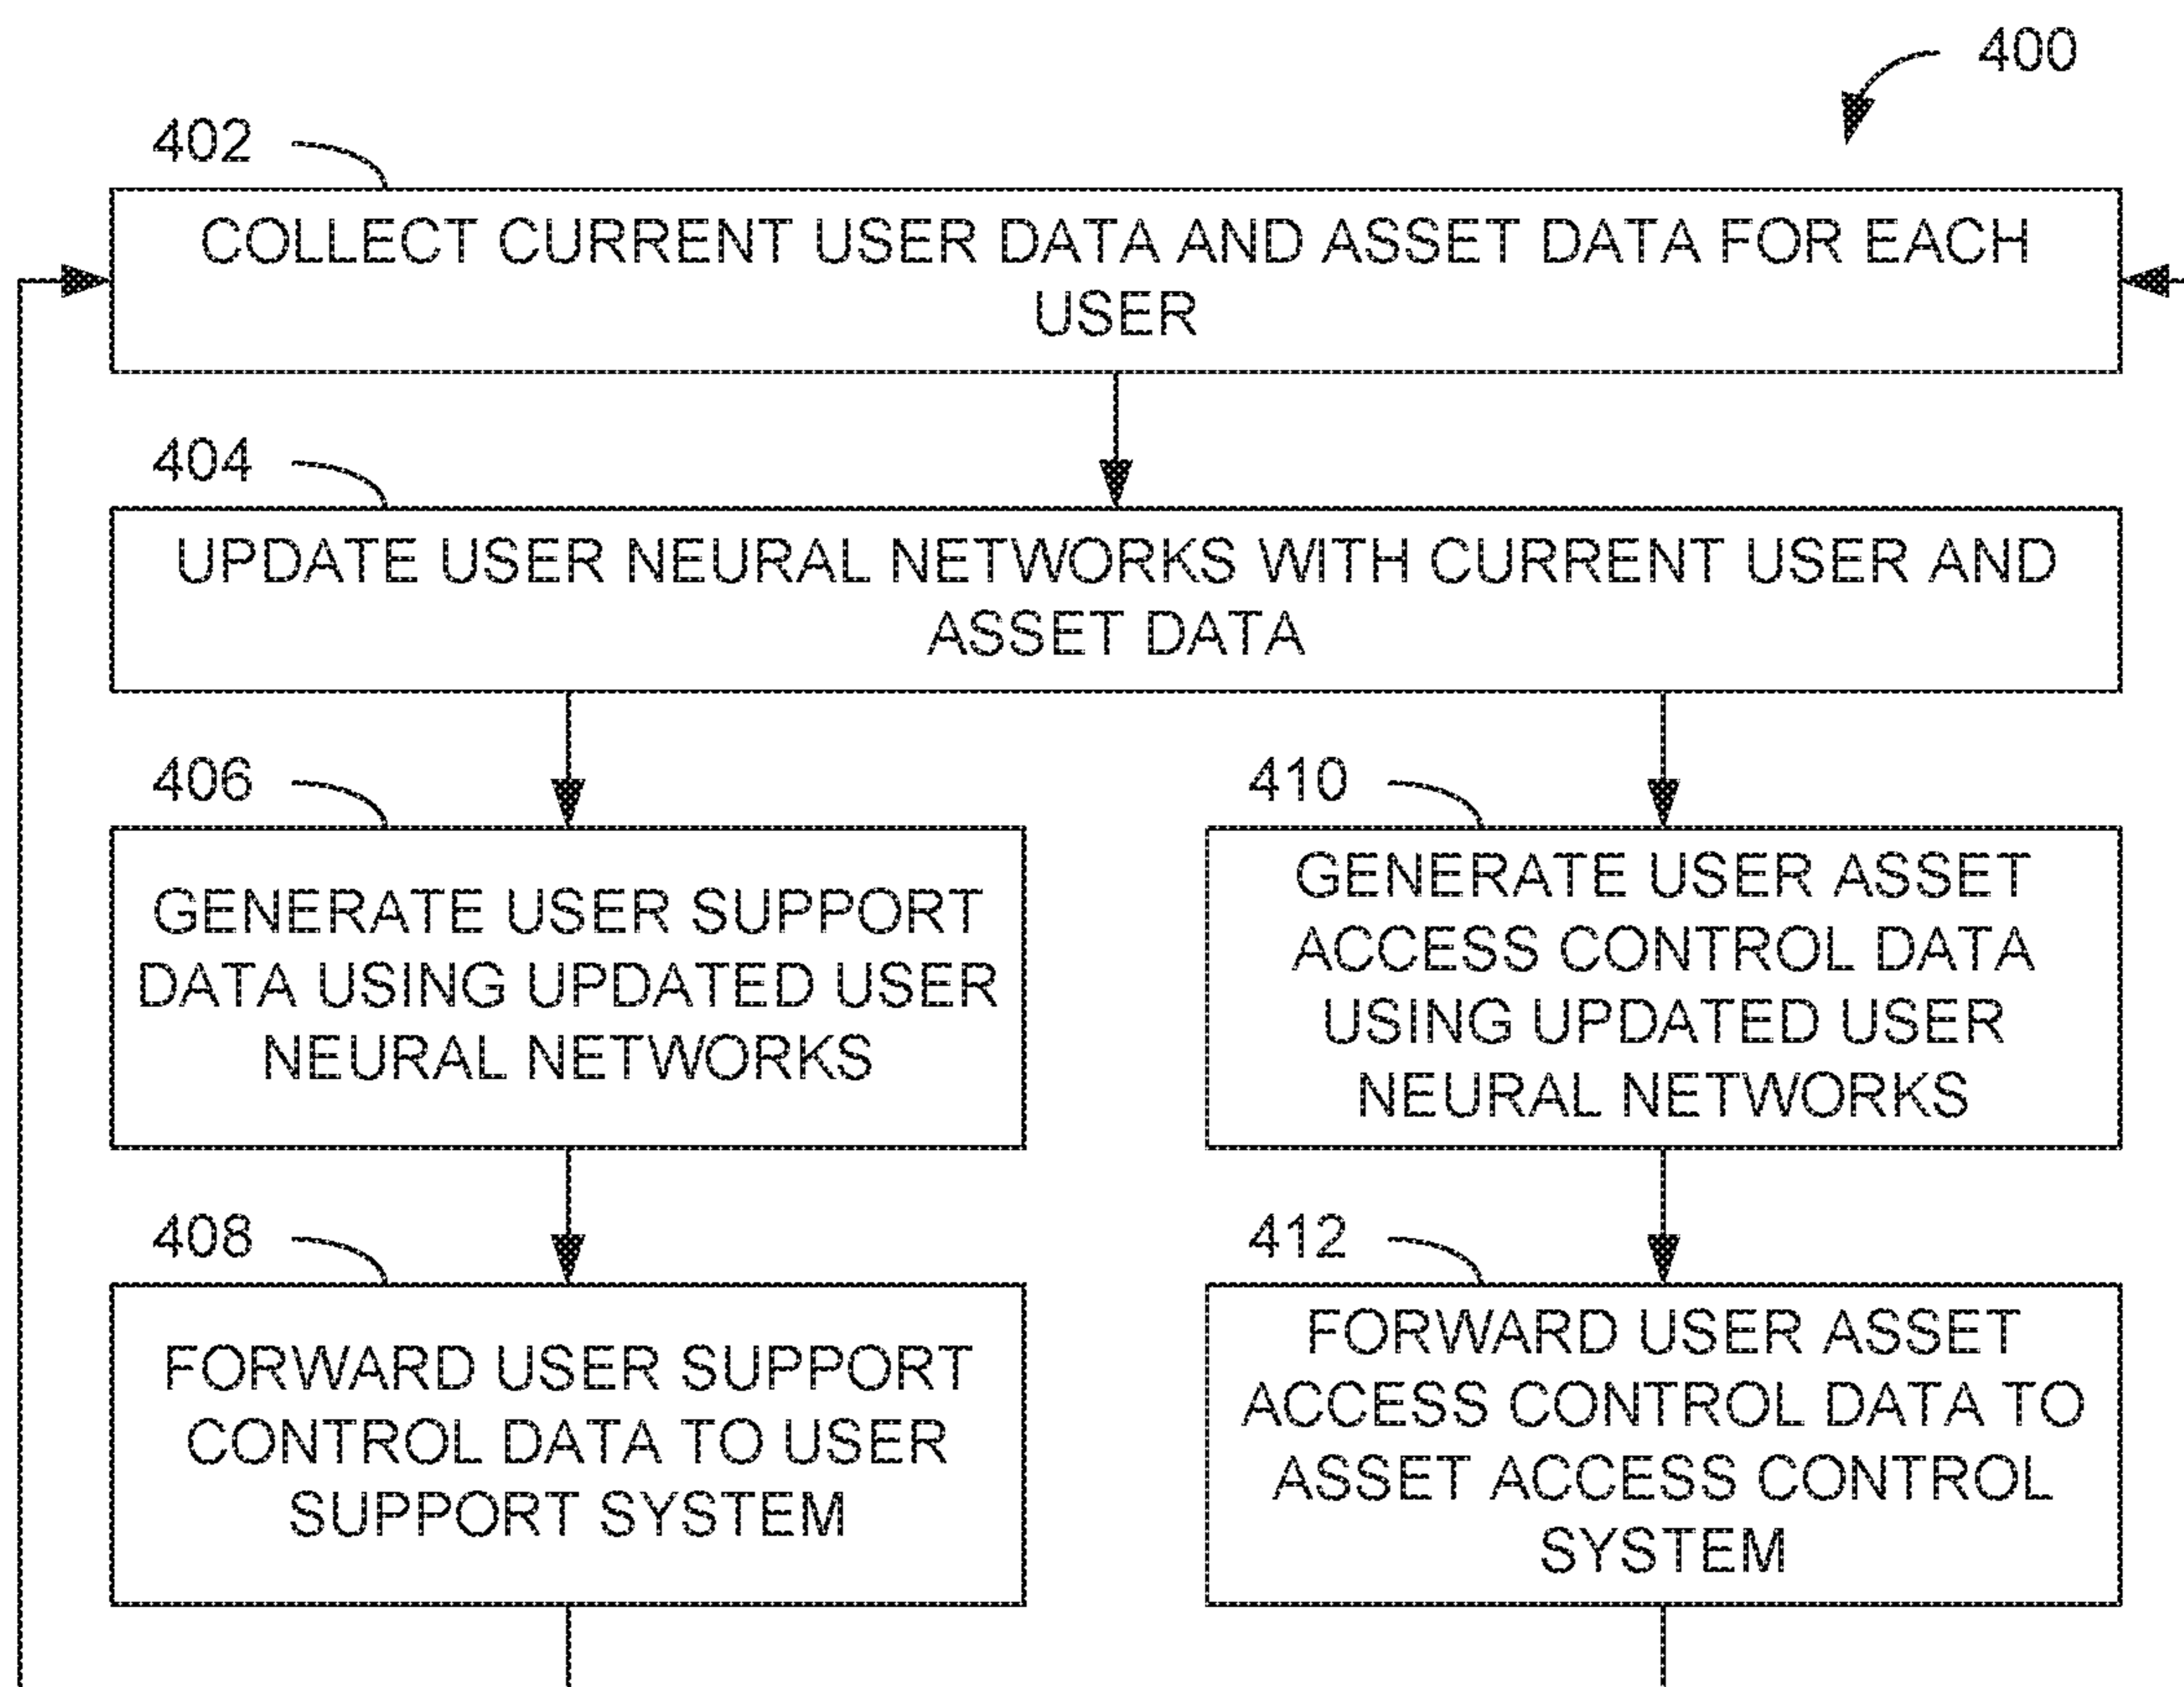 400
402
COLLECT CURRENT USER DATA AND ASSET DATA FOR EACH
USER
404
UPDATE USER NEURAL NETWORKS WITH CURRENT USER AND
ASSET DATA
406
GENERATE USER SUPPORT
DATA USING UPDATED USER
NEURAL NETWORKS
410
GENERATE USER ASSET
ACCESS CONTROL DATA
USING UPDATED USER
NEURAL NETWORKS
408
FORWARD USER SUPPORT
CONTROL DATA TO USER
SUPPORT SYSTEM
412
FORWARD USER ASSET
ACCESS CONTROL DATA TO
ASSET ACCESS CONTROL
SYSTEM